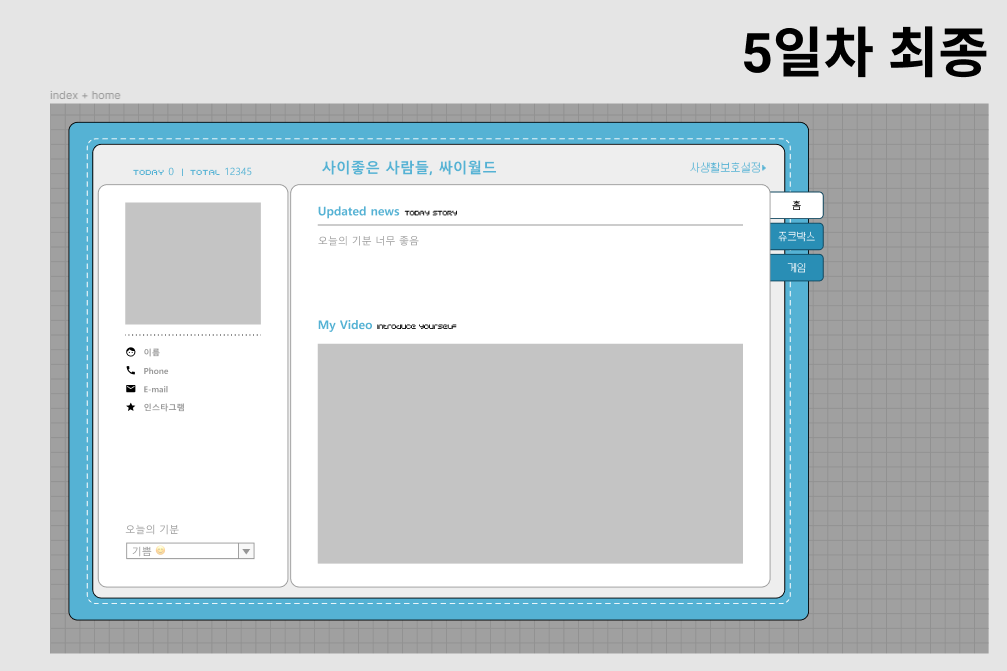 5일차 최종
index + home
TODAY 0 | TOTAL 12345
사이좋은 사람들, 싸이월드
사생활보호설정▸
홈
쥬크박스
게임
이름
Phone
E-mail
인스타그램
오늘의 기분
기쁨 😊
Updated news TODAY STORY
오늘의 기분 너무 좋음
My Video introduce yourself